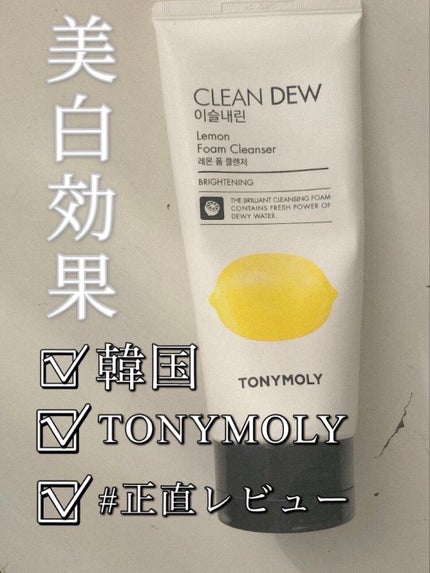 美白効果
CLEAN DEW
이슬내린
Lemon
Foam Cleanser
레몬 폼 클렌저
BRIGHTENING
THE BRILLIANT CLEANSING FOAM
CONTAINS FRESH POWER OF
DEWY WATER.
TONYMOLY
韓国
TONYMOLY
#正直レビュー